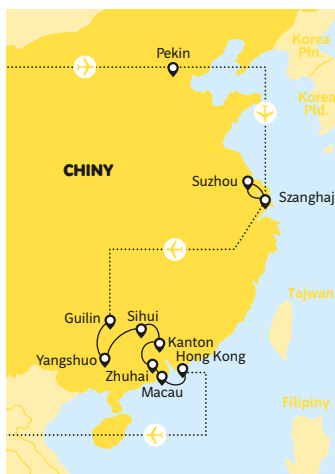 Pekin
Korea
Płn.
Korea
Płd.
CHINY
Suzhou
Szanghaj
Guilin
Sihui
Kanton
Hong Kong
Yangshuo
Zhuhai
Macau
Tajwan
Filipiny